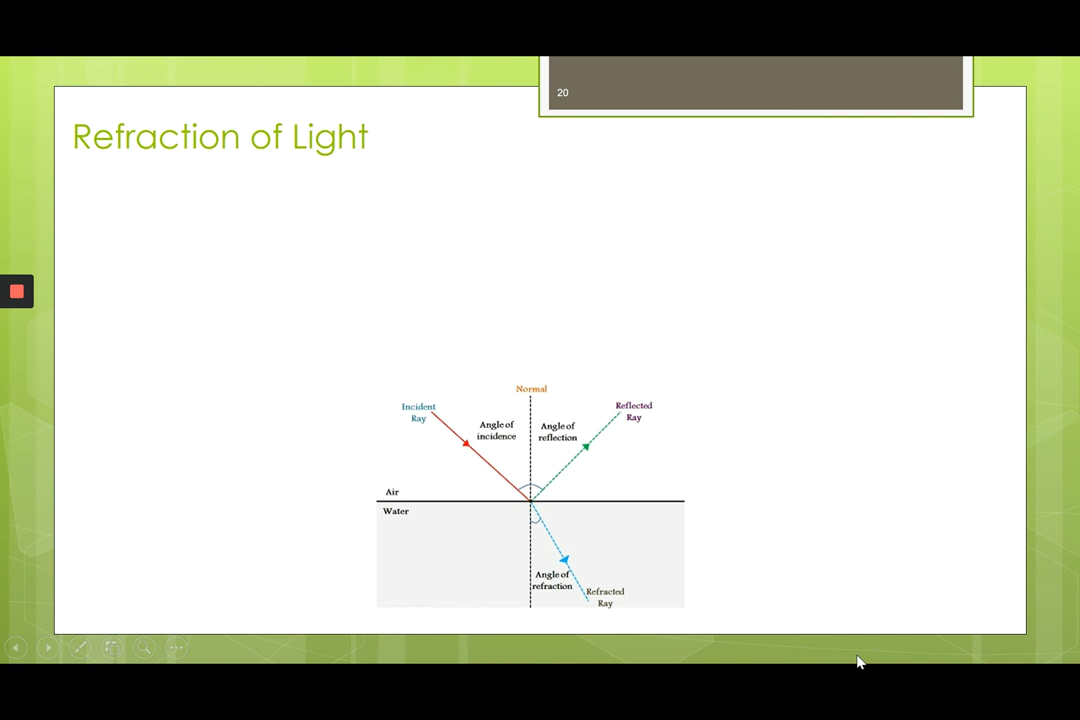 20
Refraction of Light
Normal
Incident
Ray
Reflected
Ray
Angle of
incidence
Angle of
reflection
Air
Water
Angle of
refraction
Refracted
Ray